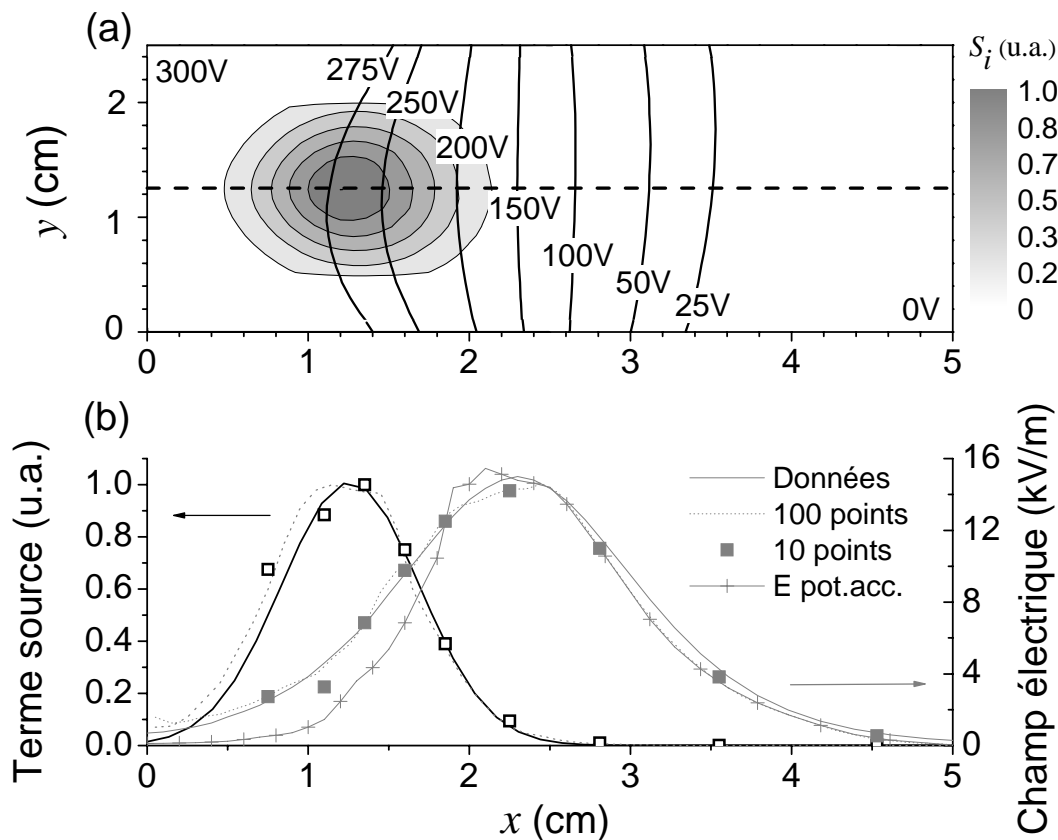 (a)
S_i (u.a.)
300V
275V
250V
200V
150V
100V
50V
25V
0V
1.0
0.8
0.7
0.5
0.3
0.2
0
2
1
0
y (cm)
0 1 2 3 4 5
(b)
Terme source (u.a.)
1.0
0.8
0.6
0.4
0.2
0.0
Données
100 points
10 points
E pot.acc.
16
12
8
4
0
Champ électrique (kV/m)
0 1 2 3 4 5
x (cm)